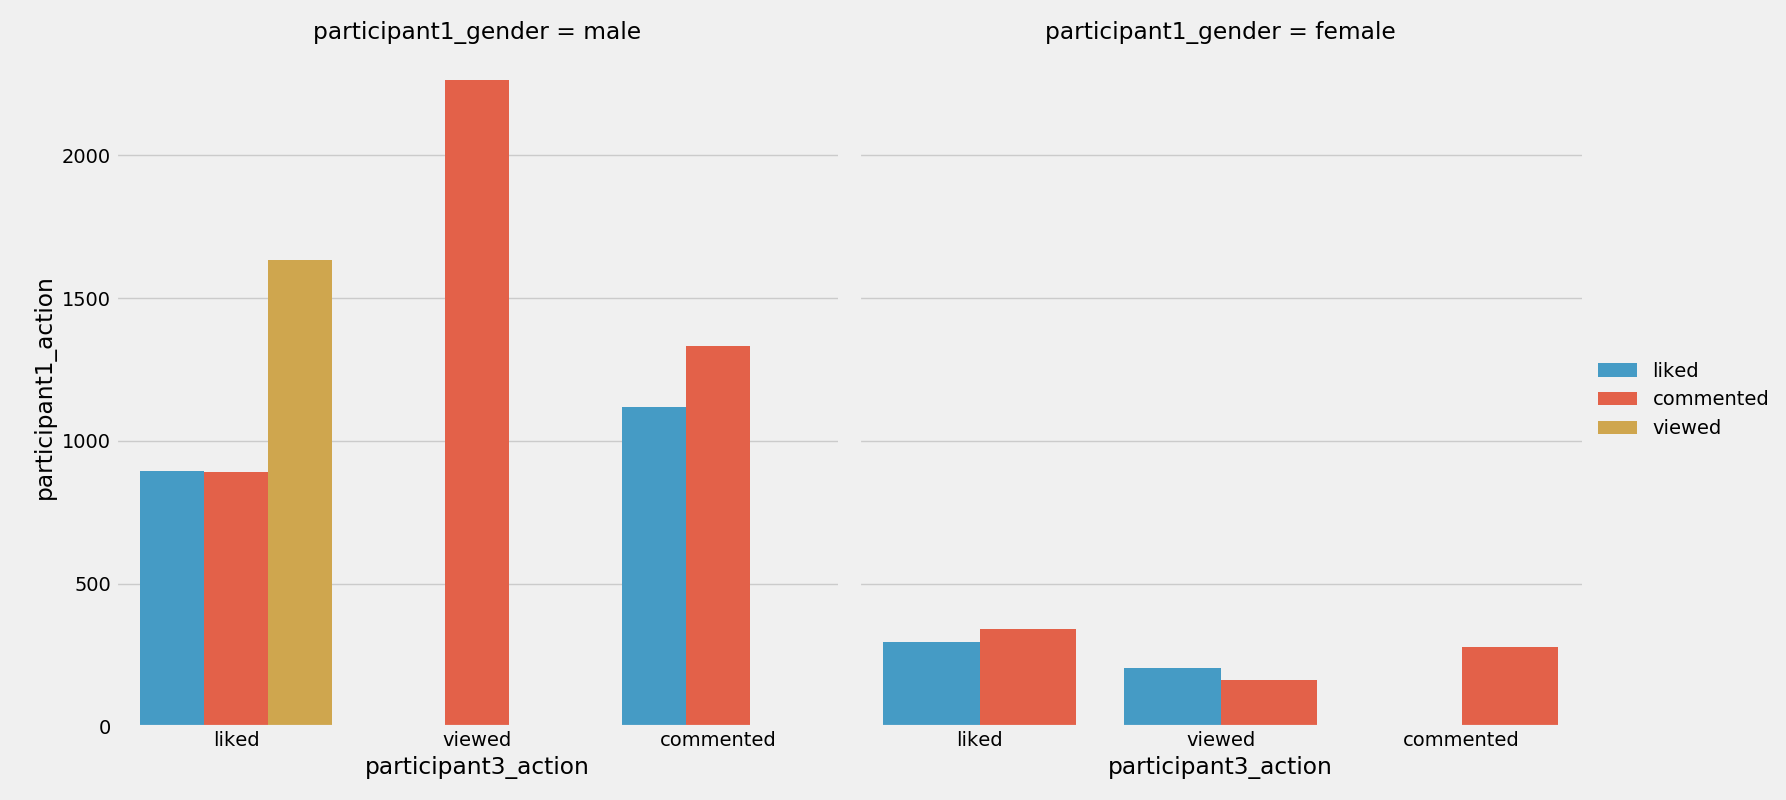 participant1_gender = male
participant1_gender = female
participant1_action
2000
1500
1000
500
0
liked
viewed
commented
participant3_action
liked
viewed
commented
participant3_action
liked
commented
viewed